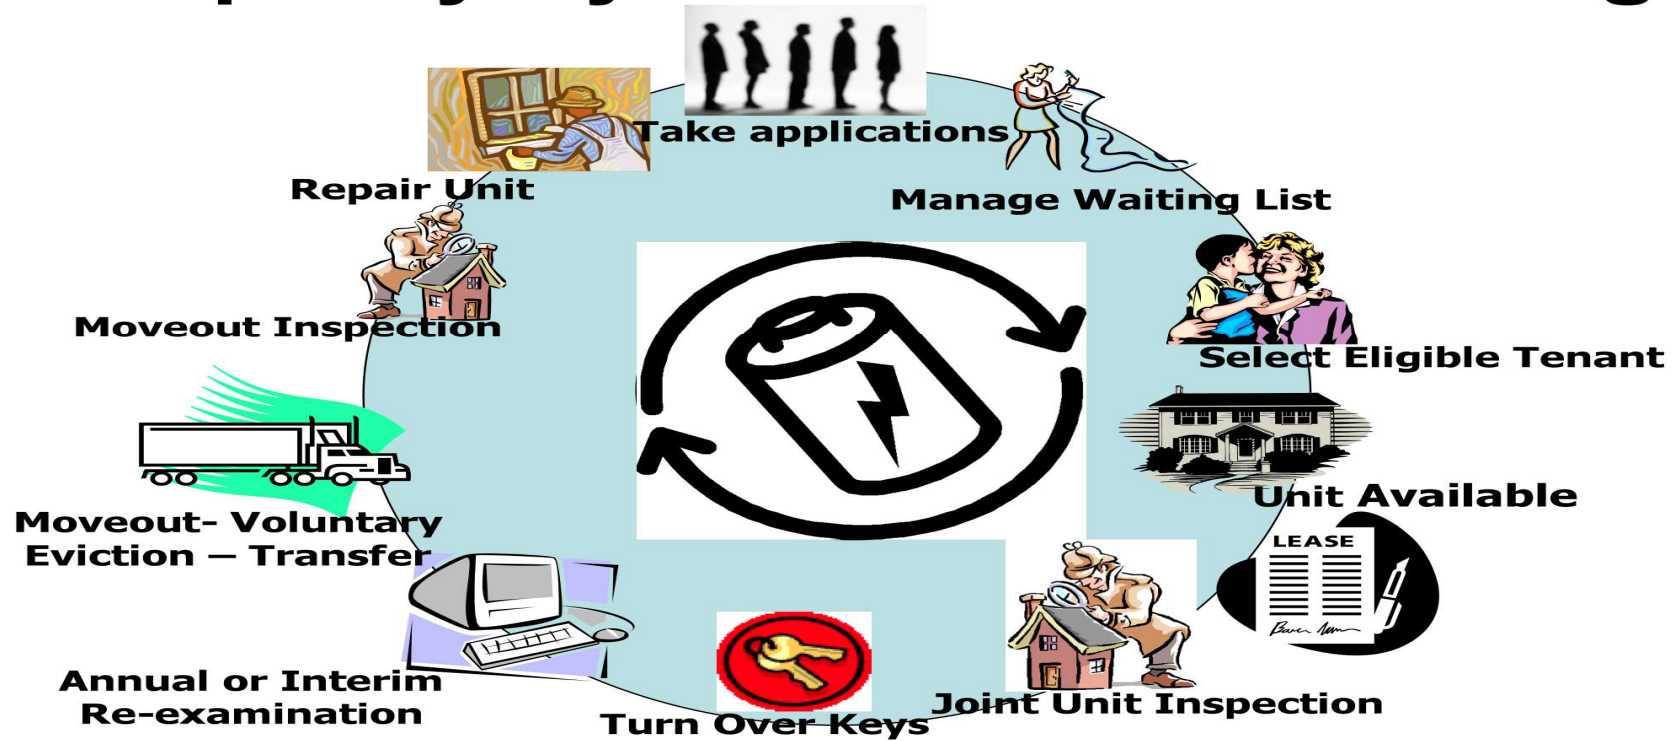 Take applications
Manage Waiting List
Select Eligible Tenant
Unit Available
LEASE
Joint Unit Inspection
Turn Over Keys
Annual or Interim
Re-examination
Moveout- Voluntary
Eviction – Transfer
Moveout Inspection
Repair Unit